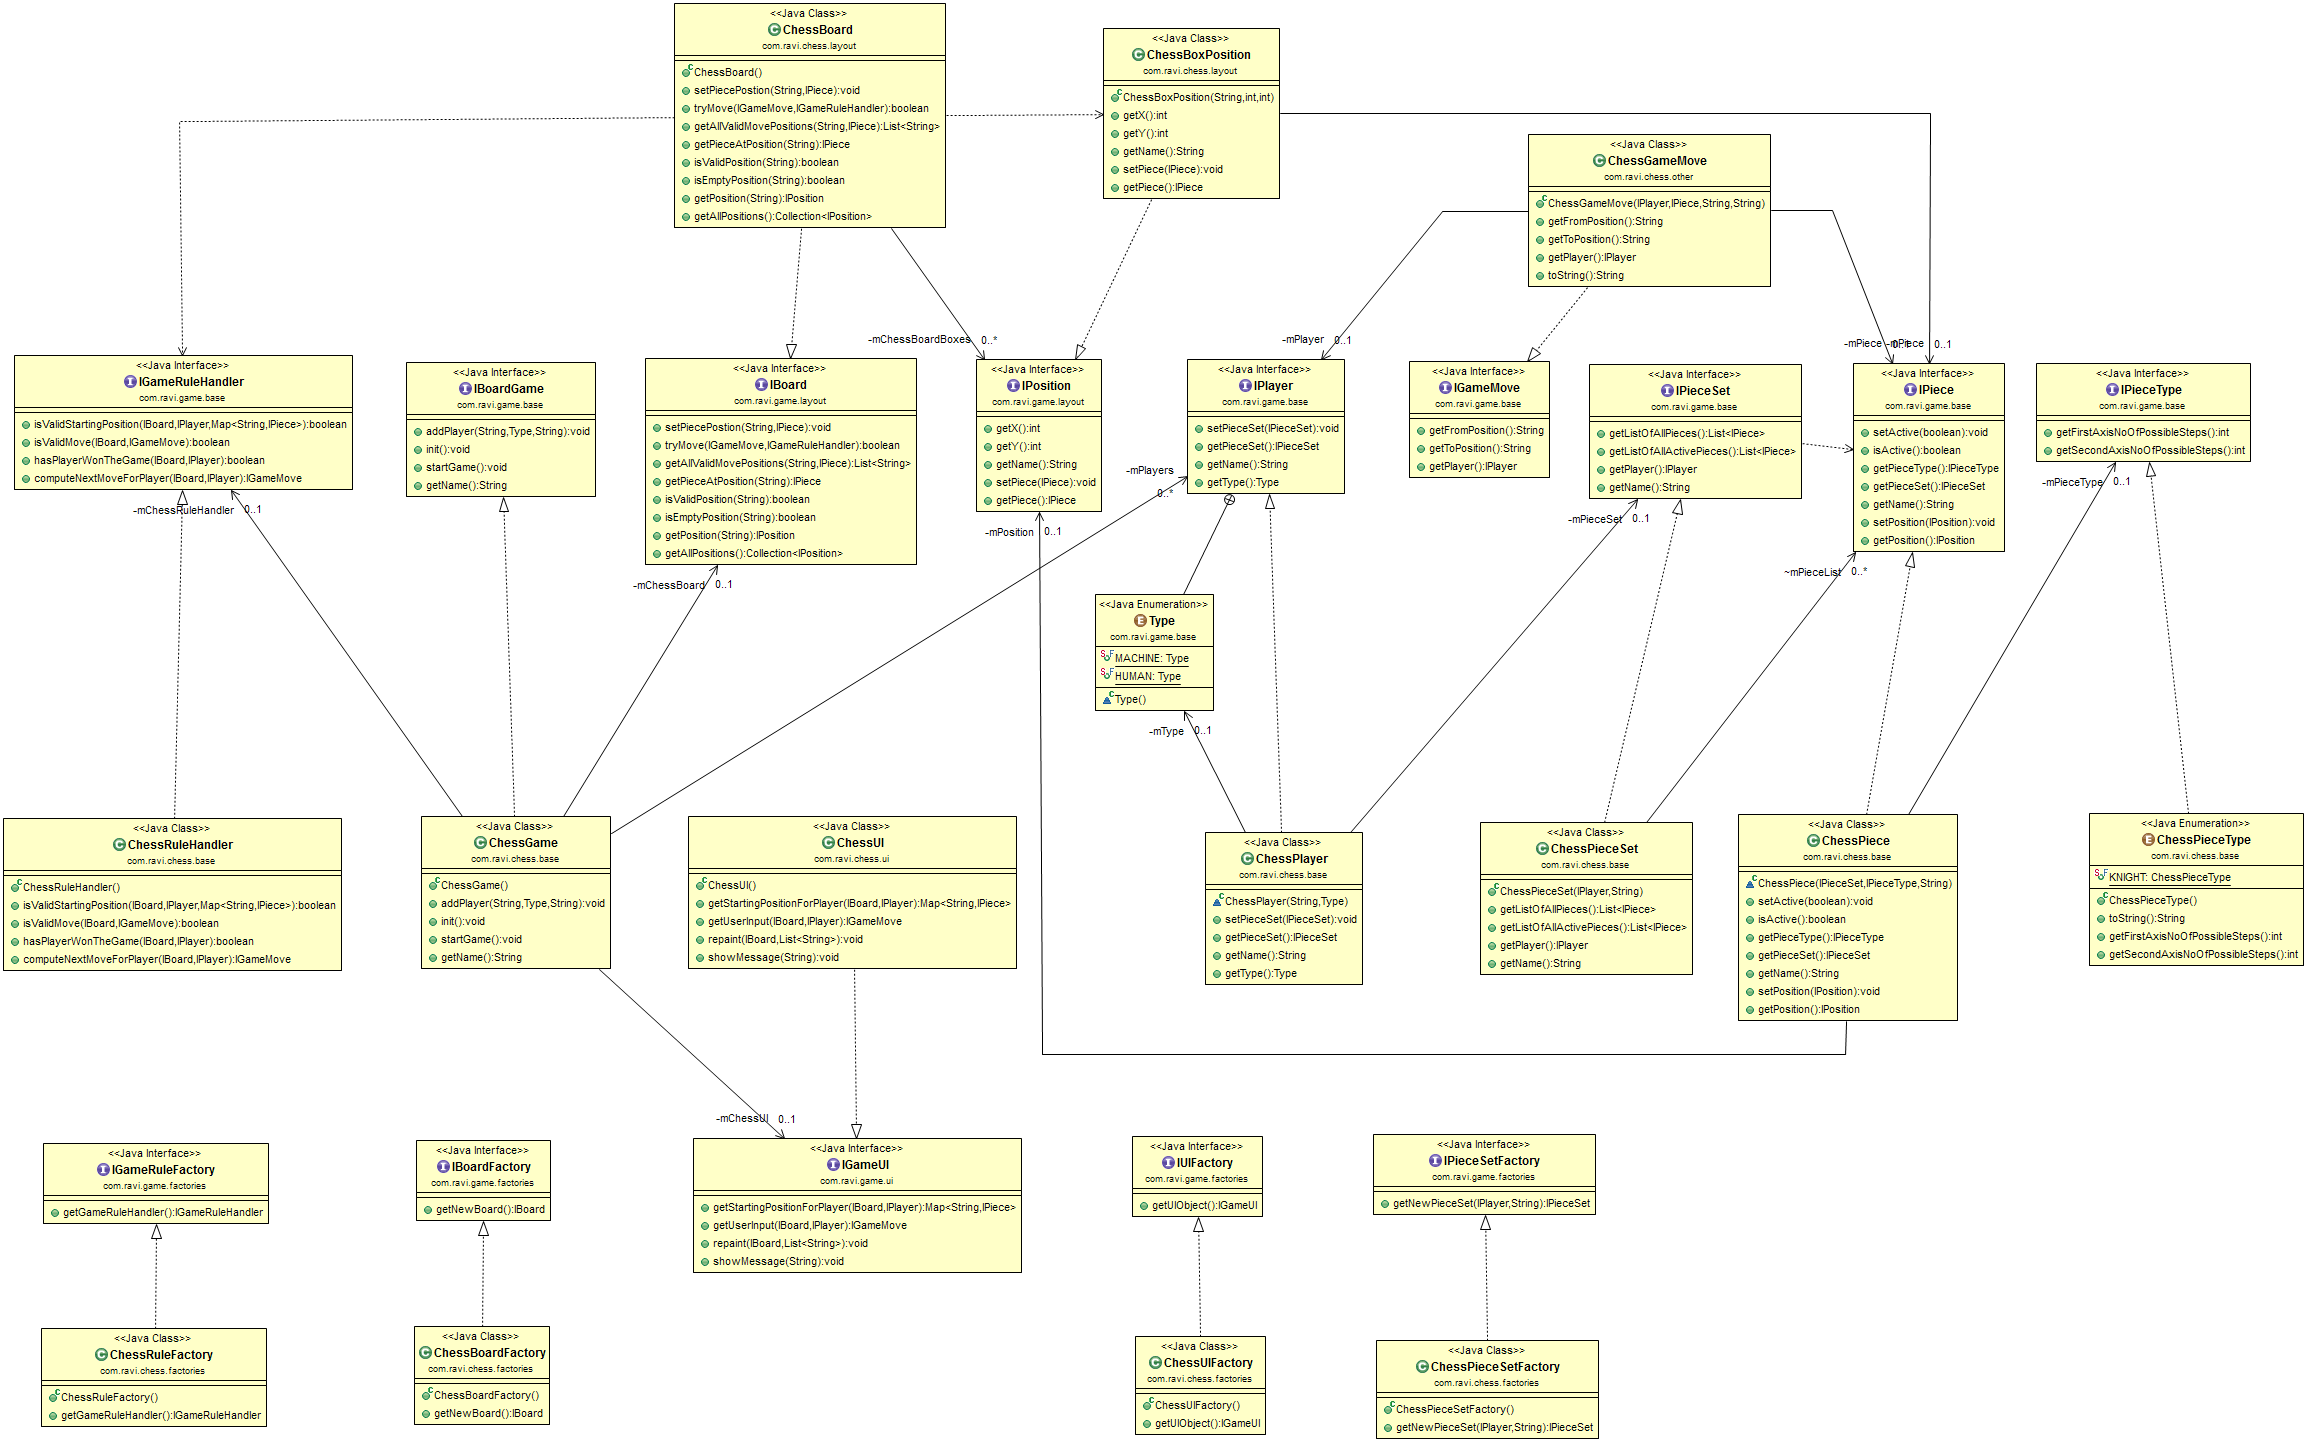 <<Java Class>>
ChessBoard
com.ravi.chess.layout
ChessBoard()
setPiecePostion(String,IPiece):void
tryMove(IGameMove,IGameRuleHandler):boolean
getAllValidMovePositions(String,IPiece):List<String>
getPieceAtPosition(String):IPiece
isValidPosition(String):boolean
isEmptyPosition(String):boolean
getPosition(String):IPosition
getAllPositions():Collection<IPosition>
<<Java Class>>
ChessBoxPosition
com.ravi.chess.layout
ChessBoxPosition(String,int,int)
getX():int
getY():int
getName():String
setPiece(IPiece):void
getPiece():IPiece
<<Java Class>>
ChessGameMove
com.ravi.chess.other
ChessGameMove(IPlayer,IPiece,String,String)
getFromPosition():String
getToPosition():String
getPlayer():IPlayer
toString():String
-mChessBoardBoxes 0..*
-mPlayer 0..1
-mPiece 0..1
-mPiece 0..1
<<Java Interface>>
IGameRuleHandler
com.ravi.game.base
isValidStartingPosition(IBoard,IPlayer,Map<String,IPiece>):boolean
isValidMove(IBoard,IGameMove):boolean
hasPlayerWonTheGame(IBoard,IPlayer):boolean
computeNextMoveForPlayer(IBoard,IPlayer):IGameMove
<<Java Interface>>
IBoardGame
com.ravi.game.base
addPlayer(String,Type,String):void
init():void
startGame():void
getName():String
<<Java Interface>>
IBoard
com.ravi.game.layout
setPiecePostion(String,IPiece):void
tryMove(IGameMove,IGameRuleHandler):boolean
getAllValidMovePositions(String,IPiece):List<String>
getPieceAtPosition(String):IPiece
isValidPosition(String):boolean
isEmptyPosition(String):boolean
getPosition(String):IPosition
getAllPositions():Collection<IPosition>
<<Java Interface>>
IPosition
com.ravi.game.layout
getX():int
getY():int
getName():String
setPiece(IPiece):void
getPiece():IPiece
<<Java Interface>>
IPlayer
com.ravi.game.base
setPieceSet(IPieceSet):void
getPieceSet():IPieceSet
getName():String
getType():Type
<<Java Interface>>
IGameMove
com.ravi.game.base
getFromPosition():String
getToPosition():String
getPlayer():IPlayer
<<Java Interface>>
IPieceSet
com.ravi.game.base
getListOfAllPieces():List<IPiece>
getListOfAllActivePieces():List<IPiece>
getPlayer():IPlayer
getName():String
<<Java Interface>>
IPiece
com.ravi.game.base
setActive(boolean):void
isActive():boolean
getPieceType():IPieceType
getPieceSet():IPieceSet
getName():String
setPosition(IPosition):void
getPosition():IPosition
<<Java Interface>>
IPieceType
com.ravi.game.base
getFirstAxisNoOfPossibleSteps():int
getSecondAxisNoOfPossibleSteps():int
-mChessRuleHandler 0..1
-mChessBoard 0..1
-mPlayers
0..*
-mPosition 0..1
-mPieceSet 0..1
~mPieceList 0..*
-mPieceType 0..1
<<Java Enumeration>>
Type
com.ravi.game.base
MACHINE: Type
HUMAN: Type
Type()
-mType 0..1
<<Java Class>>
ChessRuleHandler
com.ravi.chess.base
ChessRuleHandler()
isValidStartingPosition(IBoard,IPlayer,Map<String,IPiece>):boolean
isValidMove(IBoard,IGameMove):boolean
hasPlayerWonTheGame(IBoard,IPlayer):boolean
computeNextMoveForPlayer(IBoard,IPlayer):IGameMove
<<Java Class>>
ChessGame
com.ravi.chess.base
ChessGame()
addPlayer(String,Type,String):void
init():void
startGame():void
getName():String
<<Java Class>>
ChessUI
com.ravi.chess.ui
ChessUI()
getStartingPositionForPlayer(IBoard,IPlayer):Map<String,IPiece>
getUserInput(IBoard,IPlayer):IGameMove
repaint(IBoard,List<String>):void
showMessage(String):void
<<Java Class>>
ChessPlayer
com.ravi.chess.base
ChessPlayer(String,Type)
setPieceSet(IPieceSet):void
getPieceSet():IPieceSet
getName():String
getType():Type
<<Java Class>>
ChessPieceSet
com.ravi.chess.base
ChessPieceSet(IPlayer,String)
getListOfAllPieces():List<IPiece>
getListOfAllActivePieces():List<IPiece>
getPlayer():IPlayer
getName():String
<<Java Class>>
ChessPiece
com.ravi.chess.base
ChessPiece(IPieceSet,IPieceType,String)
setActive(boolean):void
isActive():boolean
getPieceType():IPieceType
getPieceSet():IPieceSet
getName():String
setPosition(IPosition):void
getPosition():IPosition
<<Java Enumeration>>
ChessPieceType
com.ravi.chess.base
KNIGHT: ChessPieceType
ChessPieceType()
toString():String
getFirstAxisNoOfPossibleSteps():int
getSecondAxisNoOfPossibleSteps():int
-mChessUI 0..1
<<Java Interface>>
IGameRuleFactory
com.ravi.game.factories
getGameRuleHandler():IGameRuleHandler
<<Java Interface>>
IBoardFactory
com.ravi.game.factories
getNewBoard():IBoard
<<Java Interface>>
IGameUI
com.ravi.game.ui
getStartingPositionForPlayer(IBoard,IPlayer):Map<String,IPiece>
getUserInput(IBoard,IPlayer):IGameMove
repaint(IBoard,List<String>):void
showMessage(String):void
<<Java Interface>>
IUIFactory
com.ravi.game.factories
getUIObject():IGameUI
<<Java Interface>>
IPieceSetFactory
com.ravi.game.factories
getNewPieceSet(IPlayer,String):IPieceSet
<<Java Class>>
ChessRuleFactory
com.ravi.chess.factories
ChessRuleFactory()
getGameRuleHandler():IGameRuleHandler
<<Java Class>>
ChessBoardFactory
com.ravi.chess.factories
ChessBoardFactory()
getNewBoard():IBoard
<<Java Class>>
ChessUIFactory
com.ravi.chess.factories
ChessUIFactory()
getUIObject():IGameUI
<<Java Class>>
ChessPieceSetFactory
com.ravi.chess.factories
ChessPieceSetFactory()
getNewPieceSet(IPlayer,String):IPieceSet